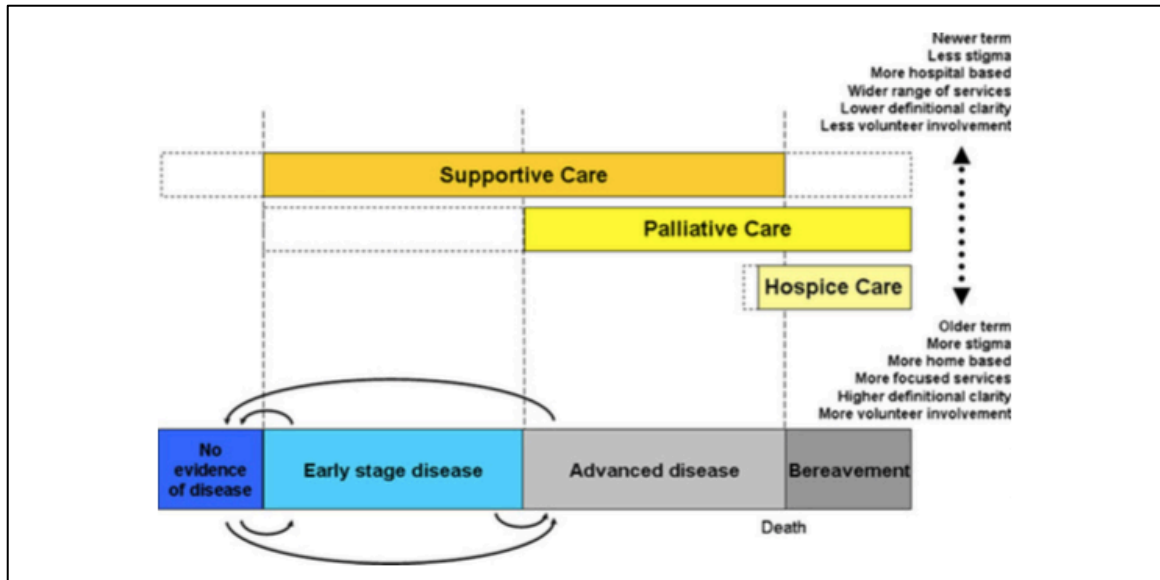 Newer term
Less stigma
More hospital based
Wider range of services
Lower definitional clarity
Less volunteer involvement
Supportive Care
Palliative Care
Hospice Care
Older term
More stigma
More home based
More focused services
Higher definitional clarity
More volunteer involvement
No
evidence
of disease
Early stage disease
Advanced disease
Bereavement
Death